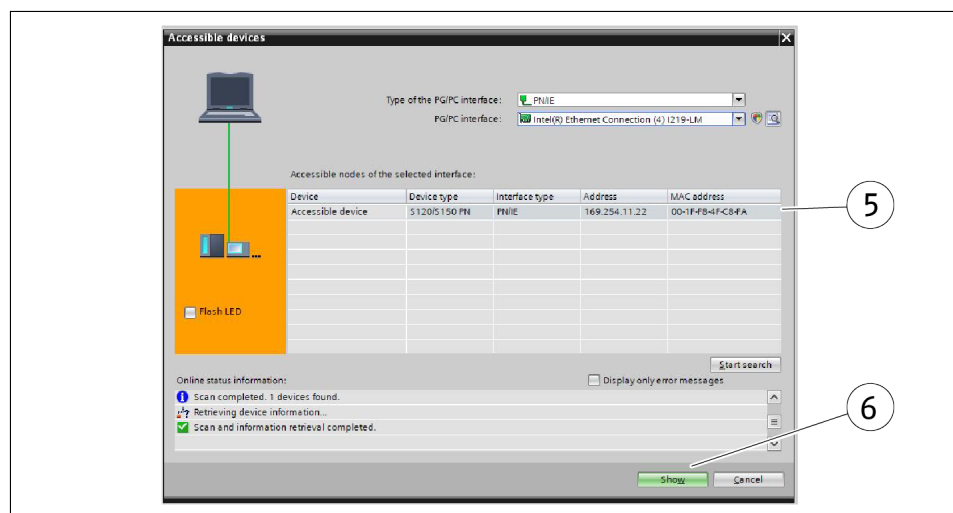 Accessible devices
Type of the PG/PC interface: PN/IE
PG/PC interface: Intel(R) Ethernet Connection (4) I219-LM
Accessible nodes of the selected interface:
Device Device type Interface type Address MAC address
Accessible device S120/S150 PN PN/IE 169.254.11.22 00-1F-F8-4F-C8-FA
5
...
Flash LED
Start search
Online status information: Display only error messages
Scan completed. 1 devices found.
Retrieving device information...
Scan and information retrieval completed.
6
Show Cancel